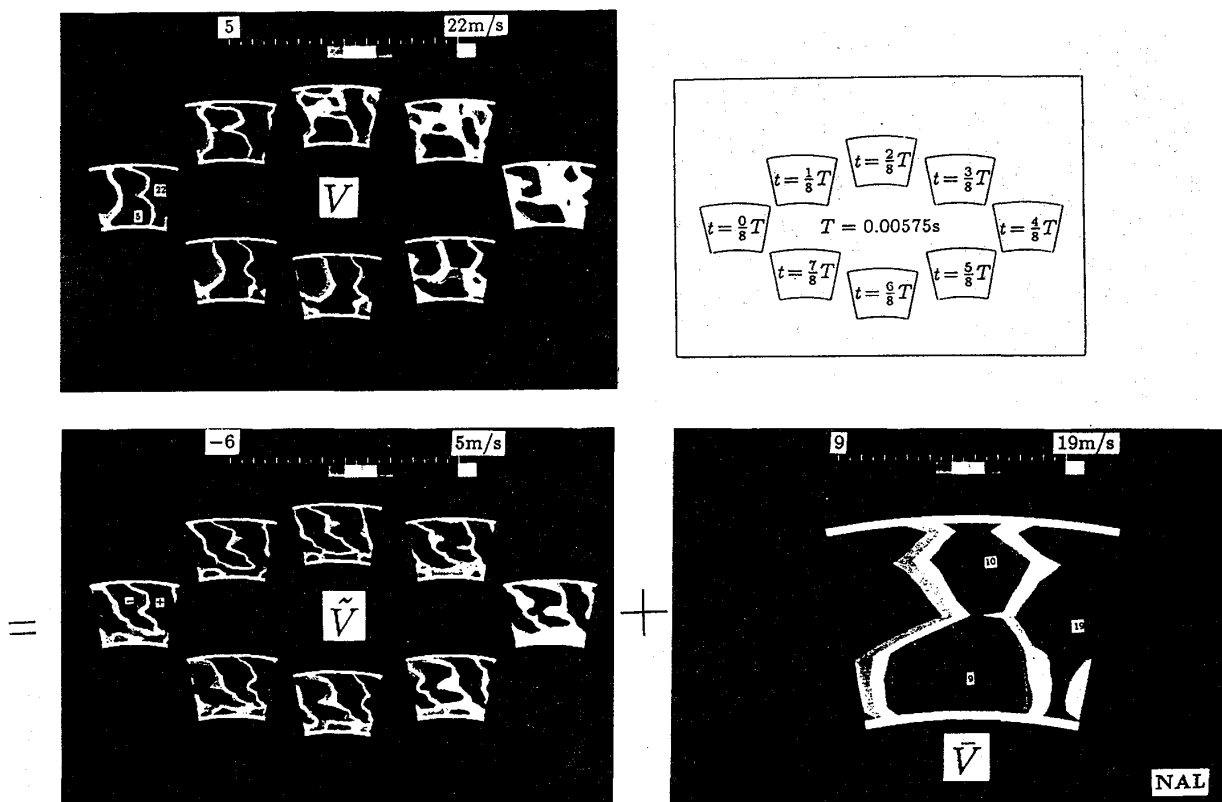 5 22m/s
V
22
5
t = 2/8 T
t = 1/8 T
t = 3/8 T
t = 0/8 T
T = 0.00575s
t = 4/8 T
t = 7/8 T
t = 5/8 T
t = 6/8 T
−6 5m/s
Ṽ
− +
=
+
9 19m/s
10
19
9
V̄
NAL